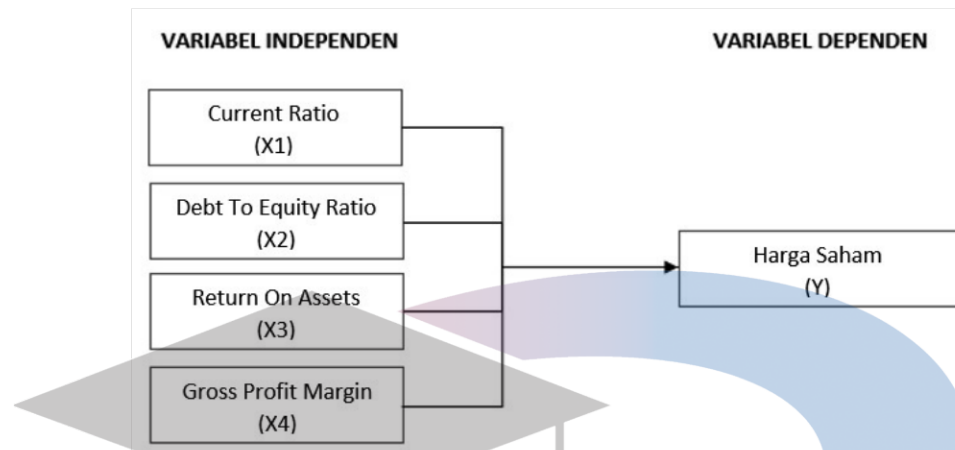 VARIABEL INDEPENDEN
VARIABEL DEPENDEN
Current Ratio
(X1)
Debt To Equity Ratio
(X2)
Harga Saham
(Y)
Return On Assets
(X3)
Gross Profit Margin
(X4)